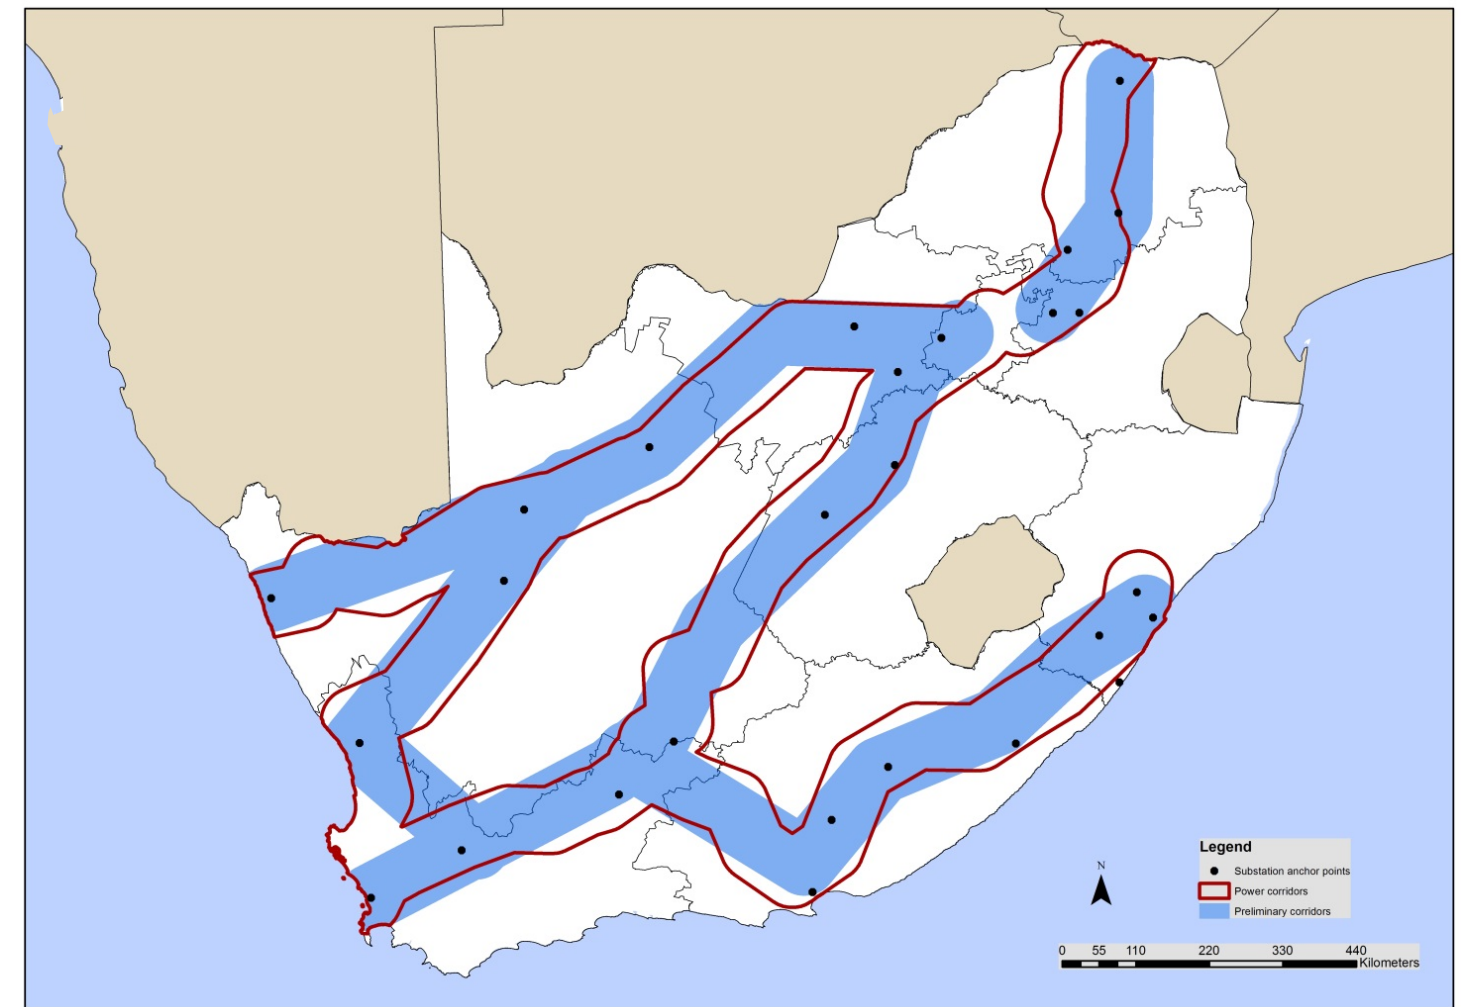 N
Legend
Substation anchor points
Power corridors
Preliminary corridors
0 55 110 220 330 440
Kilometers